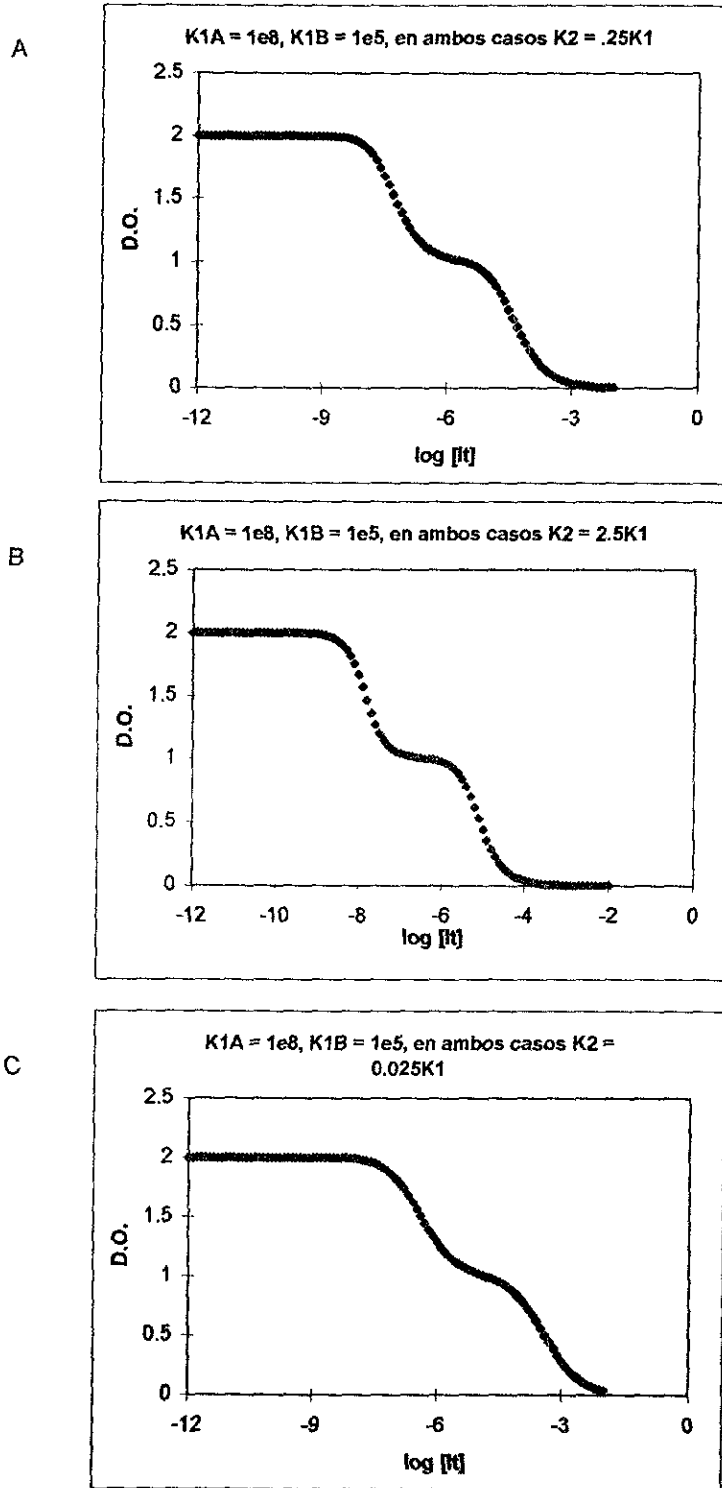 A
K1A = 1e8, K1B = 1e5, en ambos casos K2 = .25K1
2.5
2
1.5
1
0.5
0
D.O.
-12
-9
-6
-3
0
log [It]
B
K1A = 1e8, K1B = 1e5, en ambos casos K2 = 2.5K1
2.5
2
1.5
1
0.5
0
D.O.
-12
-10
-8
-6
-4
-2
0
log [It]
C
K1A = 1e8, K1B = 1e5, en ambos casos K2 =
0.025K1
2.5
2
1.5
1
0.5
0
D.O.
-12
-9
-6
-3
0
log [It]